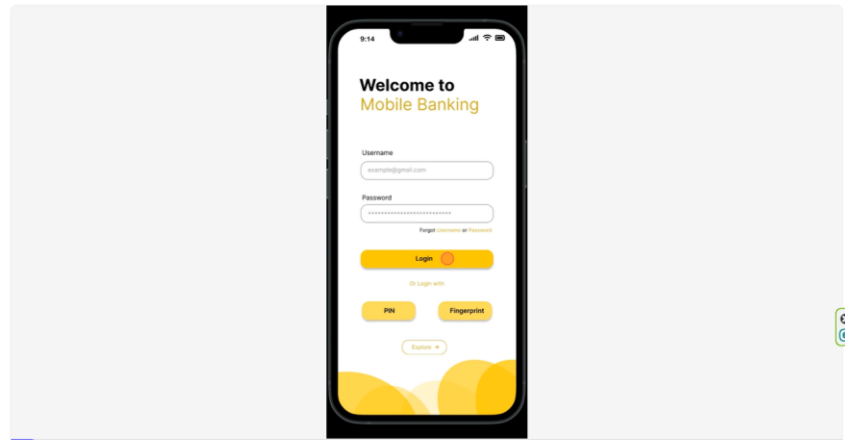 9:14
Welcome to
Mobile Banking
Username
example@gmail.com
Password
Forgot Username or Password
Login
Or Login with
PIN Fingerprint
Explore